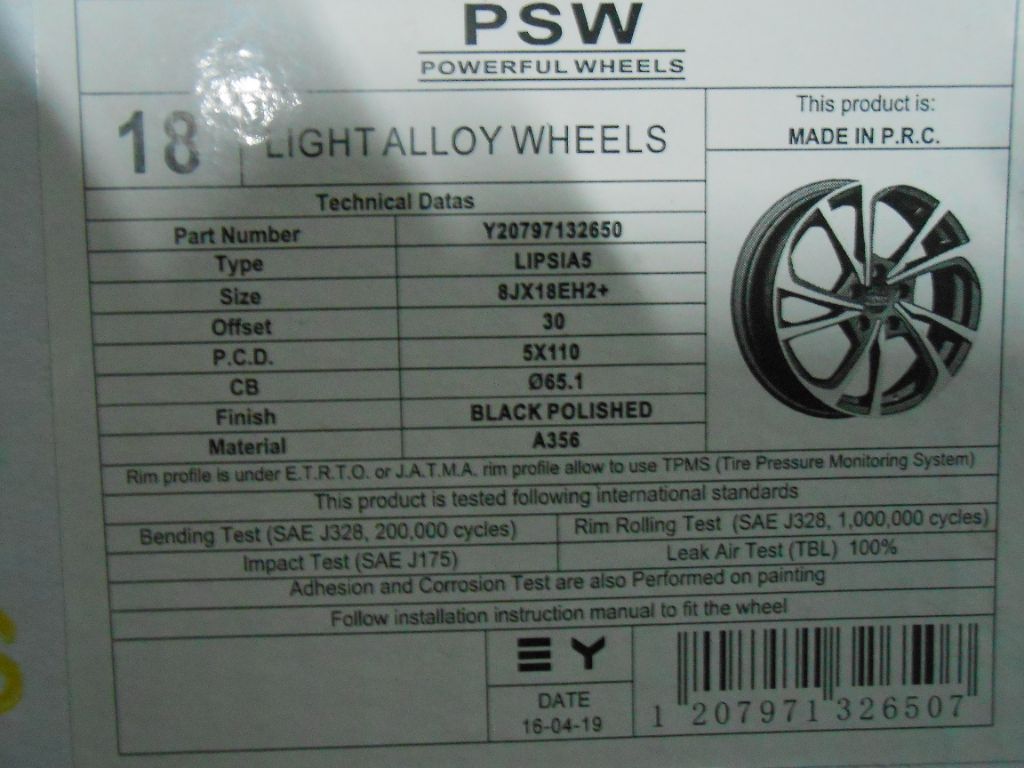 PSW
POWERFUL WHEELS
18 LIGHT ALLOY WHEELS
This product is:
MADE IN P.R.C.
Technical Datas
Part Number Y20797132650
Type LIPSIA5
Size 8JX18EH2+
Offset 30
P.C.D. 5X110
CB Ø65.1
Finish BLACK POLISHED
Material A356
Rim profile is under E.T.R.T.O. or J.A.T.M.A. rim profile allow to use TPMS (Tire Pressure Monitoring System)
This product is tested following international standards
Bending Test (SAE J328, 200,000 cycles) Rim Rolling Test (SAE J328, 1,000,000 cycles)
Impact Test (SAE J175) Leak Air Test (TBL) 100%
Adhesion and Corrosion Test are also Performed on painting
Follow installation instruction manual to fit the wheel
DATE
16-04-19
1 207971 326507